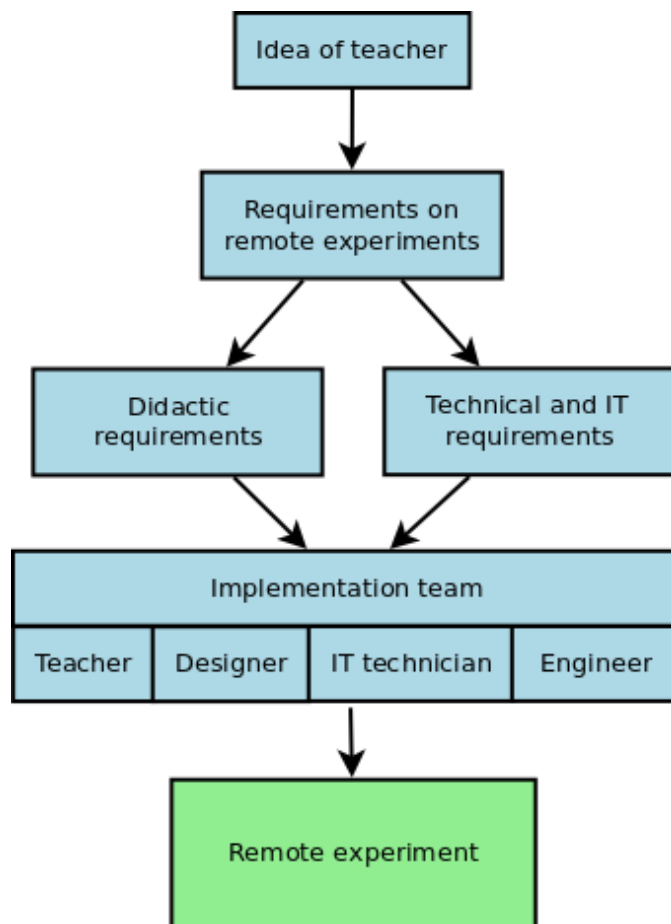 Idea of teacher
Requirements on
remote experiments
Didactic
requirements
Technical and IT
requirements
Implementation team
Teacher
Designer
IT technician
Engineer
Remote experiment